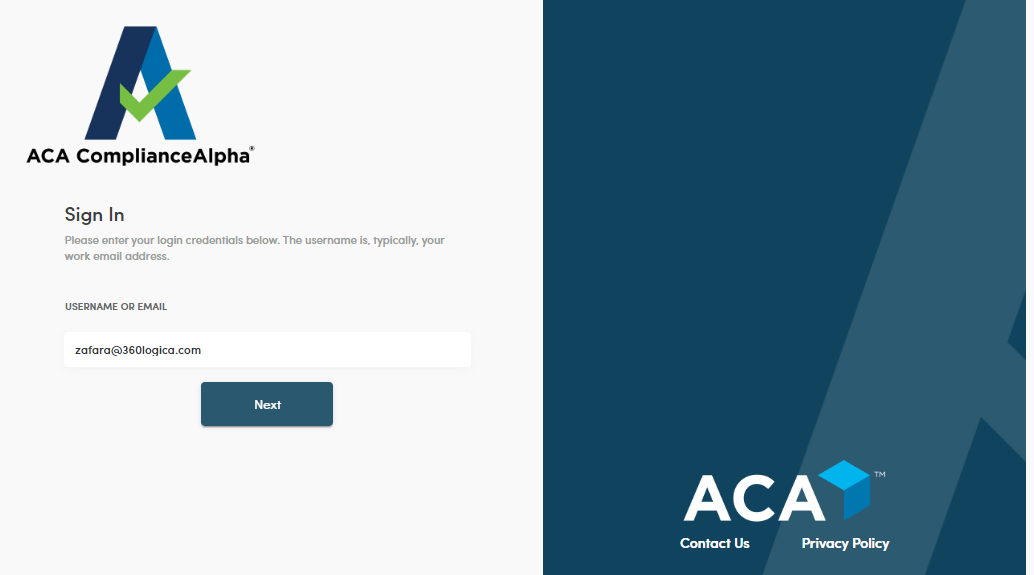 ACA ComplianceAlpha®
Sign In
Please enter your login credentials below. The username is, typically, your
work email address.
USERNAME OR EMAIL
zafara@360logica.com
Next
ACA™
Contact Us
Privacy Policy